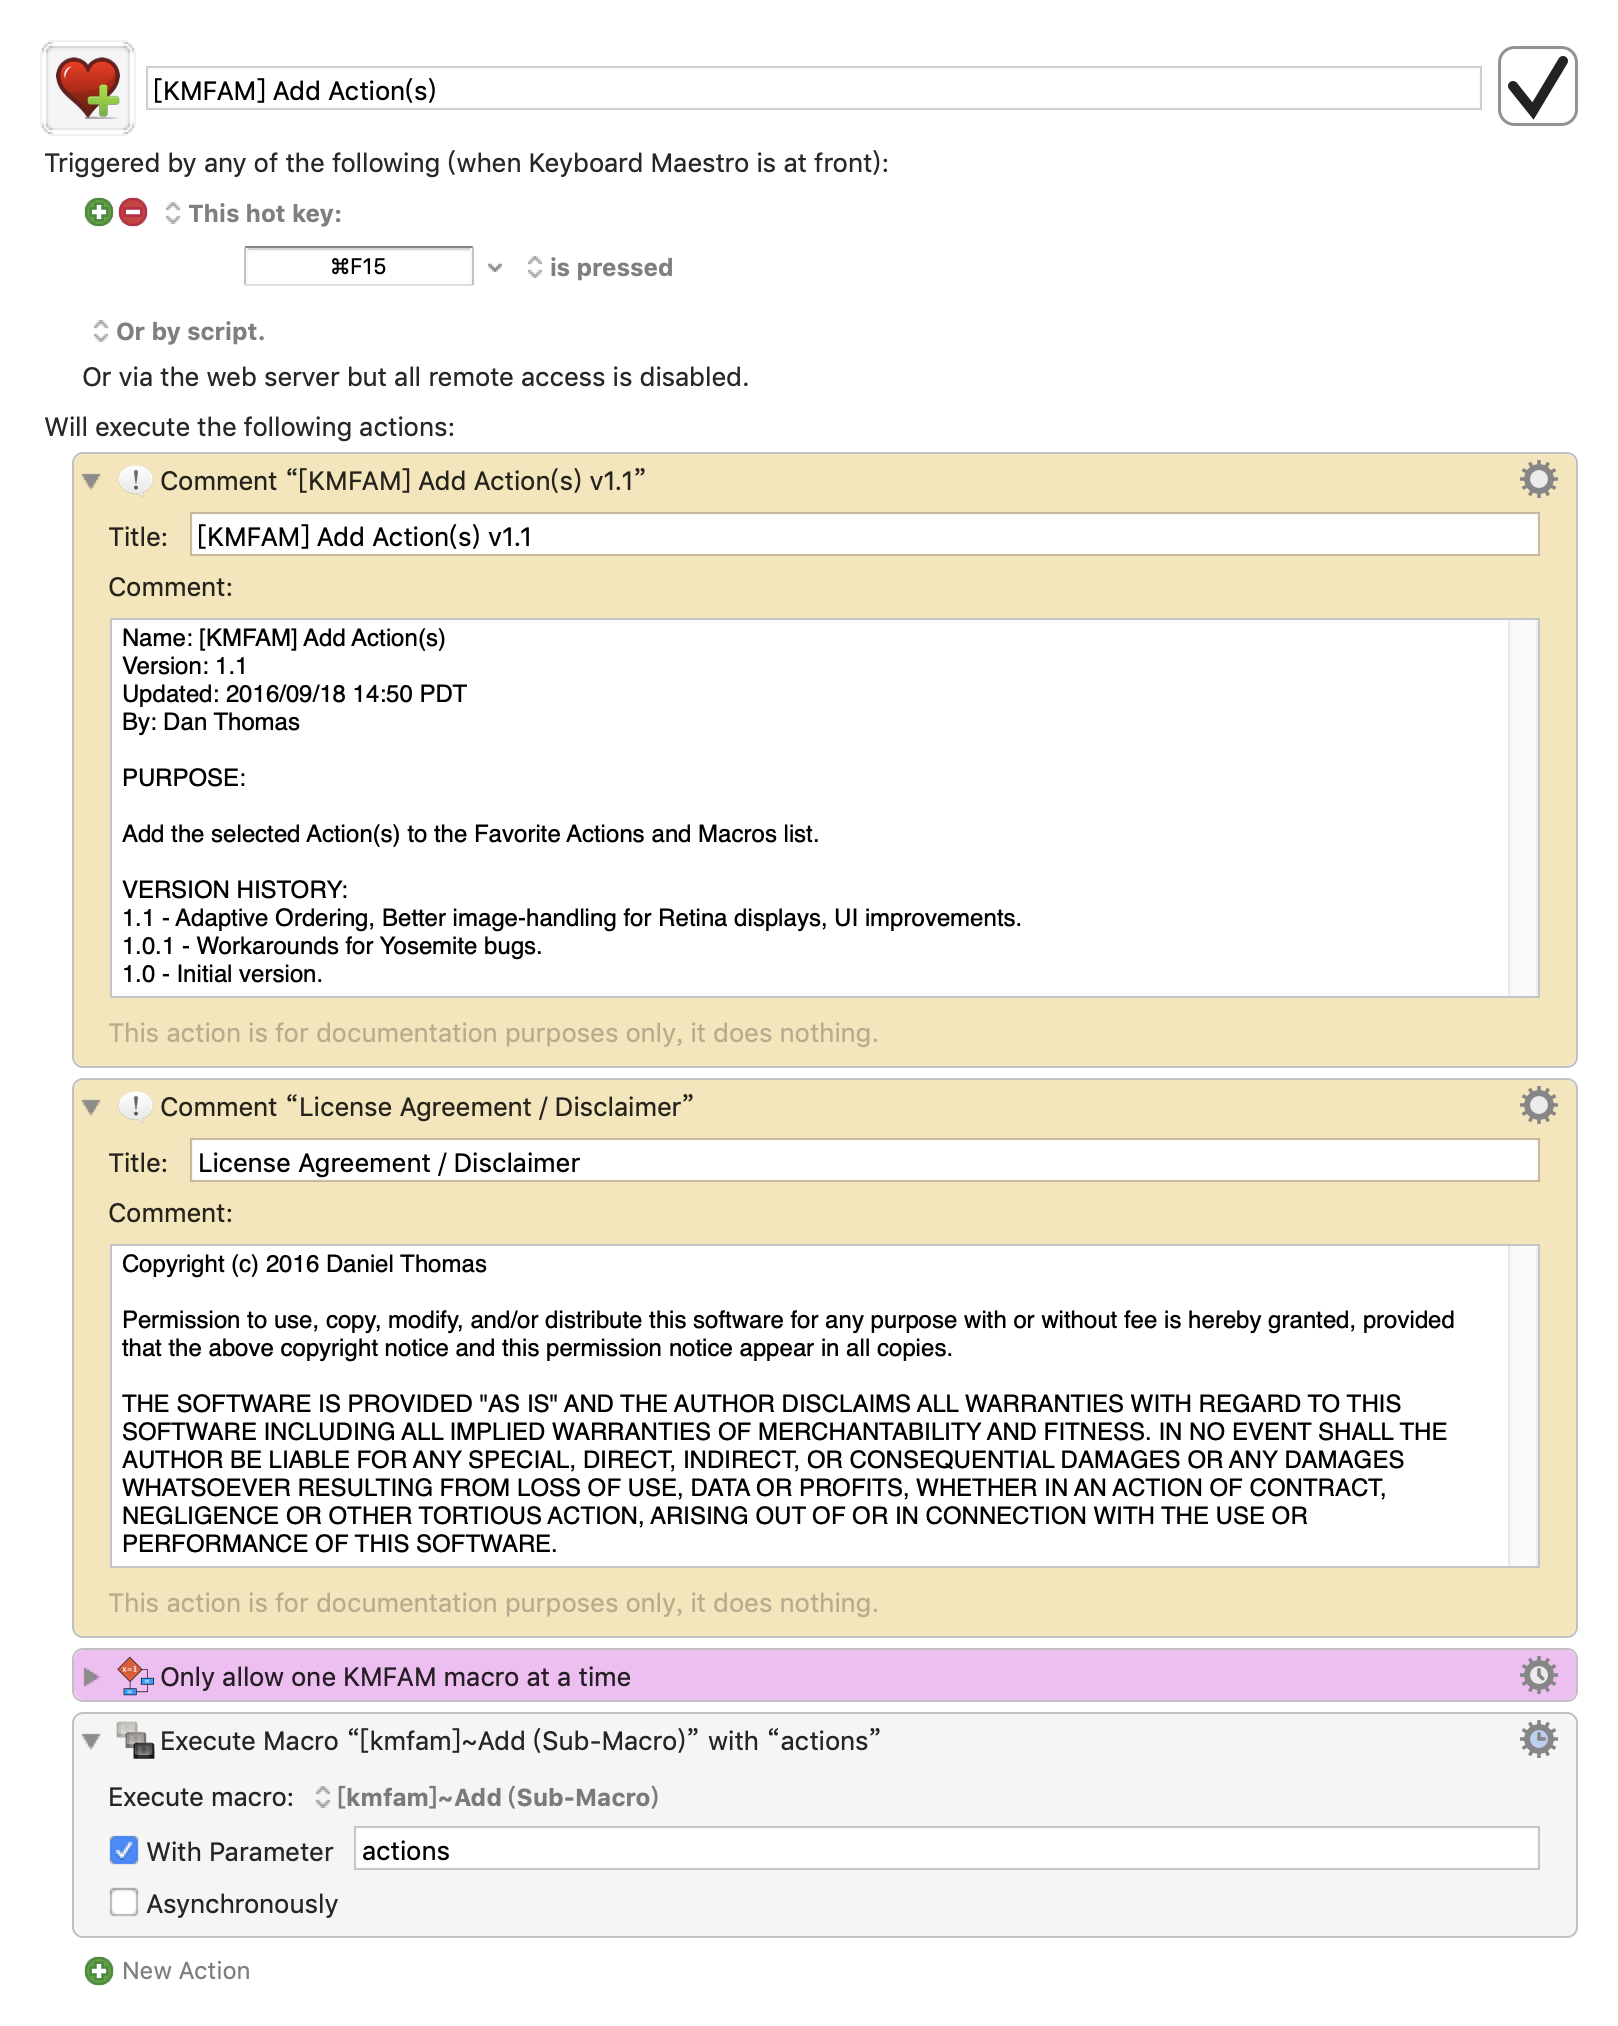 [KMFAM] Add Action(s)
Triggered by any of the following (when Keyboard Maestro is at front):
This hot key:
⌘F15
is pressed
Or by script.
Or via the web server but all remote access is disabled.
Will execute the following actions:
Comment “[KMFAM] Add Action(s) v1.1”
Title: [KMFAM] Add Action(s) v1.1
Comment:
Name: [KMFAM] Add Action(s)
Version: 1.1
Updated: 2016/09/18 14:50 PDT
By: Dan Thomas
PURPOSE:
Add the selected Action(s) to the Favorite Actions and Macros list.
VERSION HISTORY:
1.1 - Adaptive Ordering, Better image-handling for Retina displays, UI improvements.
1.0.1 - Workarounds for Yosemite bugs.
1.0 - Initial version.
This action is for documentation purposes only, it does nothing.
Comment “License Agreement / Disclaimer”
Title: License Agreement / Disclaimer
Comment:
Copyright (c) 2016 Daniel Thomas
Permission to use, copy, modify, and/or distribute this software for any purpose with or without fee is hereby granted, provided
that the above copyright notice and this permission notice appear in all copies.
THE SOFTWARE IS PROVIDED "AS IS" AND THE AUTHOR DISCLAIMS ALL WARRANTIES WITH REGARD TO THIS
SOFTWARE INCLUDING ALL IMPLIED WARRANTIES OF MERCHANTABILITY AND FITNESS. IN NO EVENT SHALL THE
AUTHOR BE LIABLE FOR ANY SPECIAL, DIRECT, INDIRECT, OR CONSEQUENTIAL DAMAGES OR ANY DAMAGES
WHATSOEVER RESULTING FROM LOSS OF USE, DATA OR PROFITS, WHETHER IN AN ACTION OF CONTRACT,
NEGLIGENCE OR OTHER TORTIOUS ACTION, ARISING OUT OF OR IN CONNECTION WITH THE USE OR
PERFORMANCE OF THIS SOFTWARE.
This action is for documentation purposes only, it does nothing.
Only allow one KMFAM macro at a time
Execute Macro “[kmfam]~Add (Sub-Macro)” with “actions”
Execute macro: [kmfam]~Add (Sub-Macro)
With Parameter actions
Asynchronously
New Action